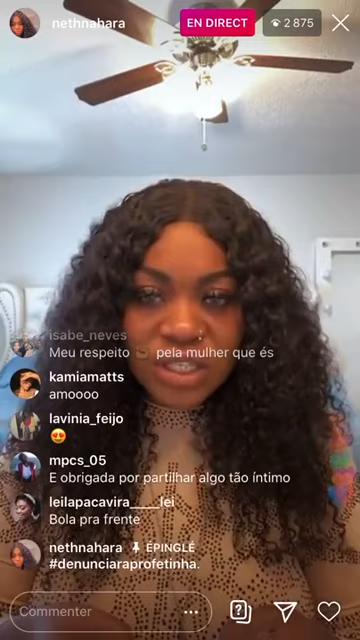 nethnahara
EN DIRECT
2 875
isabe_neves
Meu respeito pela mulher que és
kamiamatts
amoooo
lavinia_feijo
mpcs_05
E obrigada por partilhar algo tão íntimo
leilapacavira____lei
Bola pra frente
nethnahara ÉPINGLÉ
#denunciaraprofetinha.
Commenter